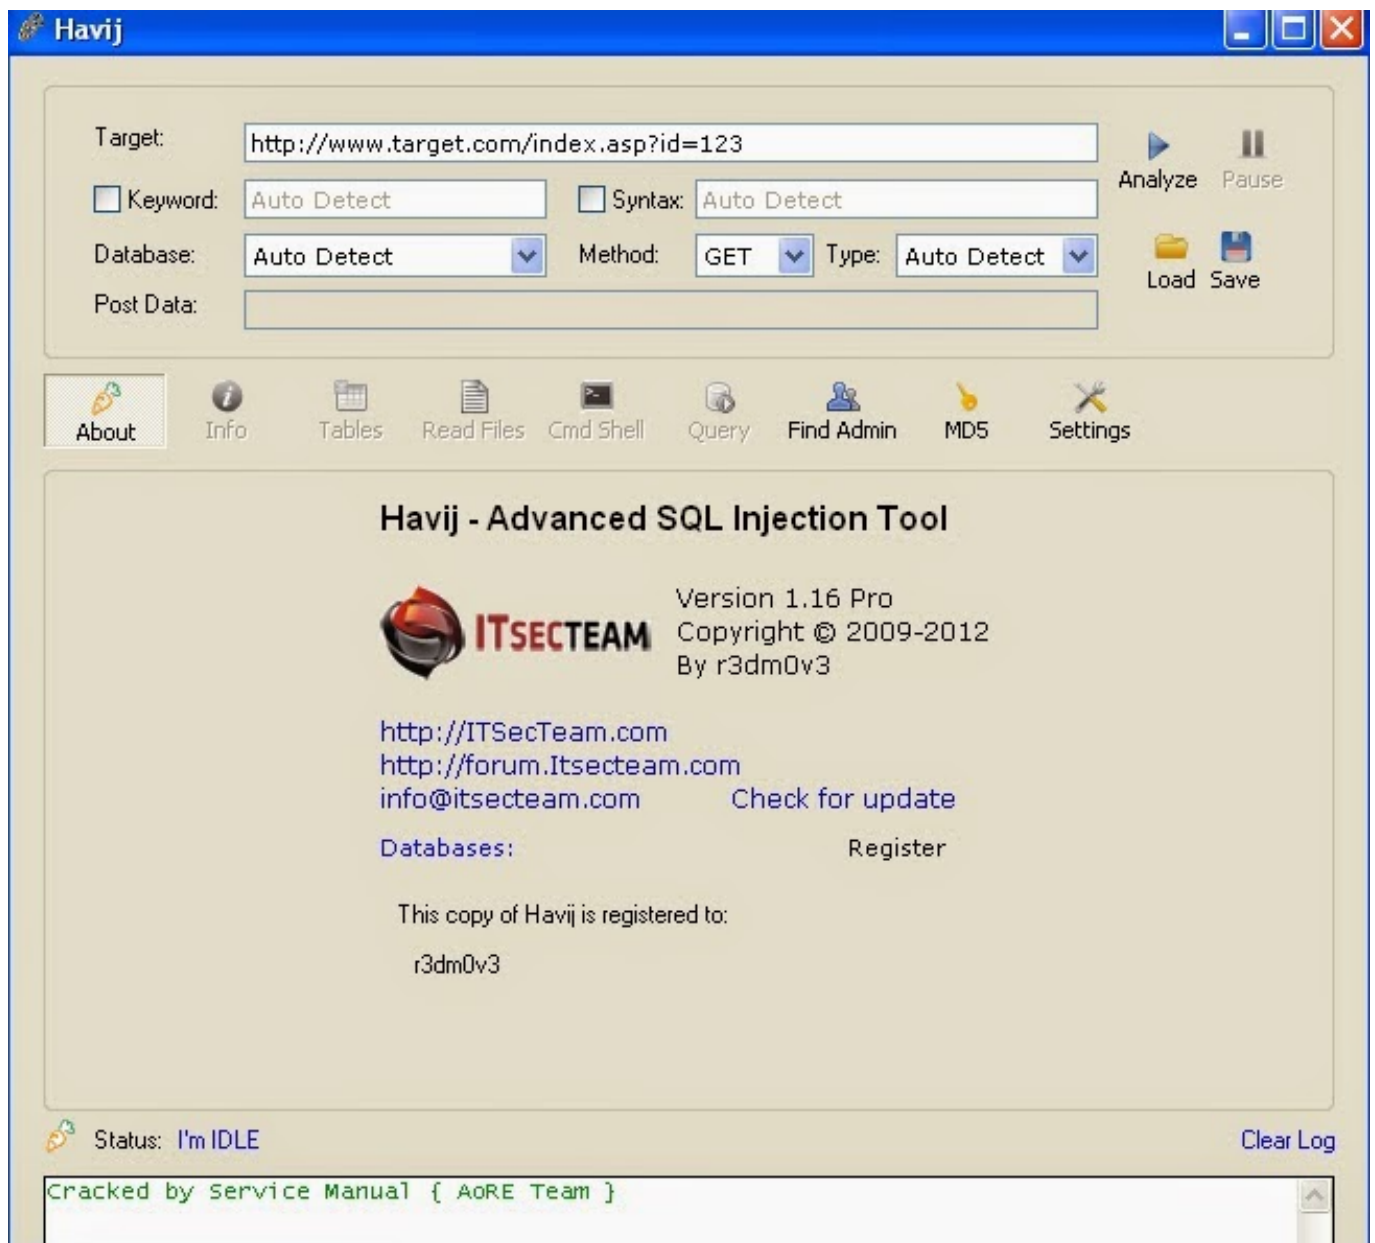 Havij
Target: http://www.target.com/index.asp?id=123
Analyze Pause
Keyword: Auto Detect Syntax: Auto Detect
Database: Auto Detect Method: GET Type: Auto Detect
Load Save
Post Data:
About Info Tables Read Files Cmd Shell Query Find Admin MD5 Settings
Havij - Advanced SQL Injection Tool
ITSECTEAM
Version 1.16 Pro
Copyright © 2009-2012
By r3dm0v3
http://ITSecTeam.com
http://forum.Itsecteam.com
info@itsecteam.com Check for update
Databases: Register
This copy of Havij is registered to:
r3dm0v3
Status: I'm IDLE Clear Log
Cracked by Service Manual { AoRE Team }